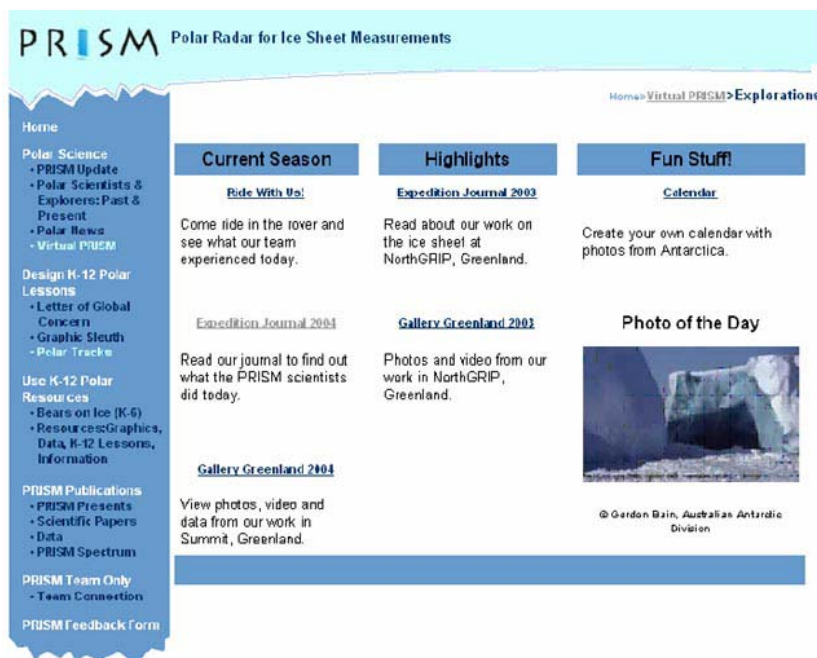 PRISM Polar Radar for Ice Sheet Measurements
Home>Virtual PRISM>Explorations
Home
Polar Science
• PRISM Update
• Polar Scientists &
Explorers: Past &
Present
• Polar News
• Virtual PRISM
Design K-12 Polar
Lessons
• Letter of Global
Concern
• Graphic Sleuth
• Polar Tracks
Use K-12 Polar
Resources
• Bears on Ice (K-6)
• Resources:Graphics,
Data, K-12 Lessons,
Information
PRISM Publications
• PRISM Presents
• Scientific Papers
• Data
• PRISM Spectrum
PRISM Team Only
• Team Connection
PRISM Feedback Form
Current Season
Ride With Us!
Come ride in the rover and
see what our team
experienced today.
Expedition Journal 2004
Read our journal to find out
what the PRISM scientists
did today.
Gallery Greenland 2004
View photos, video and
data from our work in
Summit, Greenland.
Highlights
Expedition Journal 2003
Read about our work on
the ice sheet at
NorthGRIP, Greenland.
Gallery Greenland 2003
Photos and video from our
work in NorthGRIP,
Greenland.
Fun Stuff!
Calendar
Create your own calendar with
photos from Antarctica.
Photo of the Day
© Gordon Bain, Australian Antarctic
Division